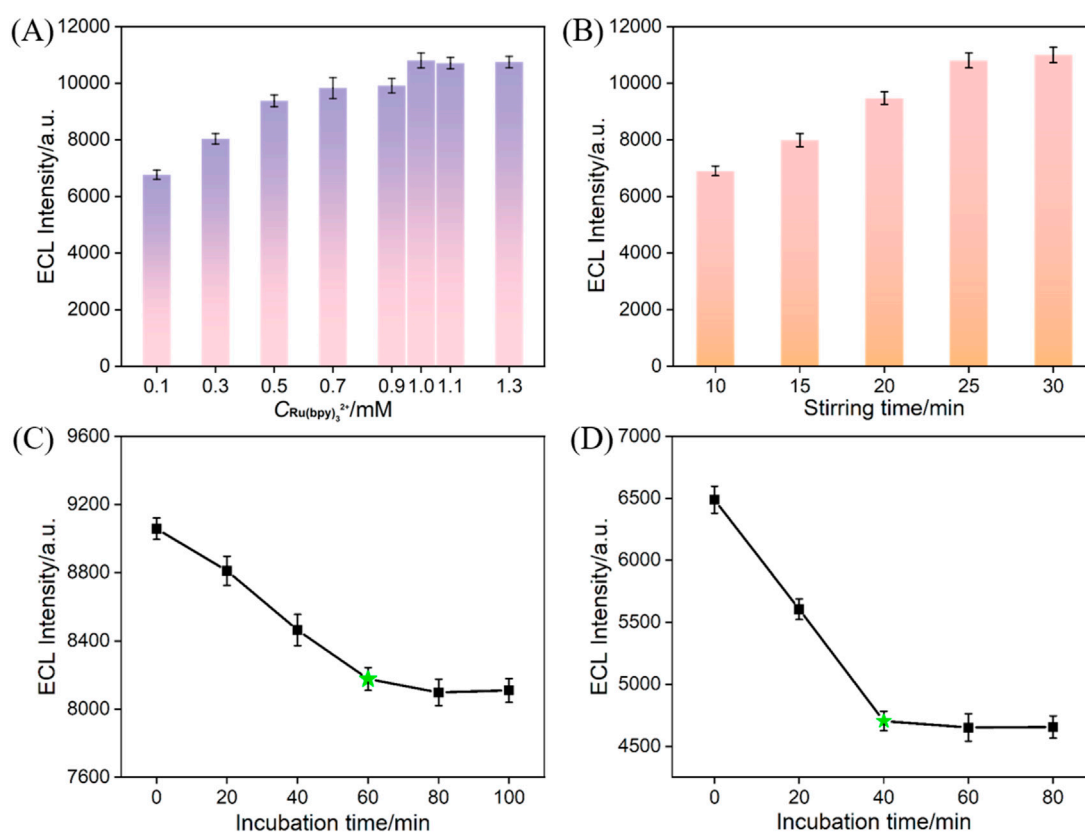 (A)
ECL Intensity/a.u.
12000
10000
8000
6000
4000
2000
0
0.1 0.3 0.5 0.7 0.9 1.0 1.1 1.3
CRu(bpy)₃²⁺/mM
(B)
ECL Intensity/a.u.
12000
10000
8000
6000
4000
2000
0
10 15 20 25 30
Stirring time/min
(C)
ECL Intensity/a.u.
9600
9200
8800
8400
8000
7600
0 20 40 60 80 100
Incubation time/min
(D)
ECL Intensity/a.u.
7000
6500
6000
5500
5000
4500
0 20 40 60 80
Incubation time/min